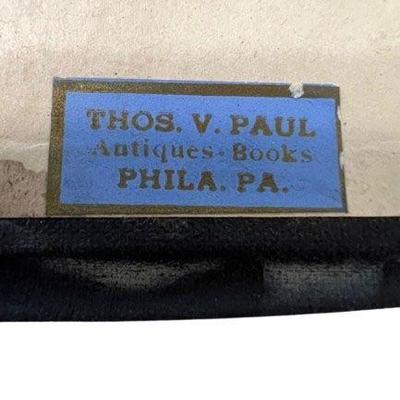 THOS. V. PAUL
Antiques - Books
PHILA. PA.